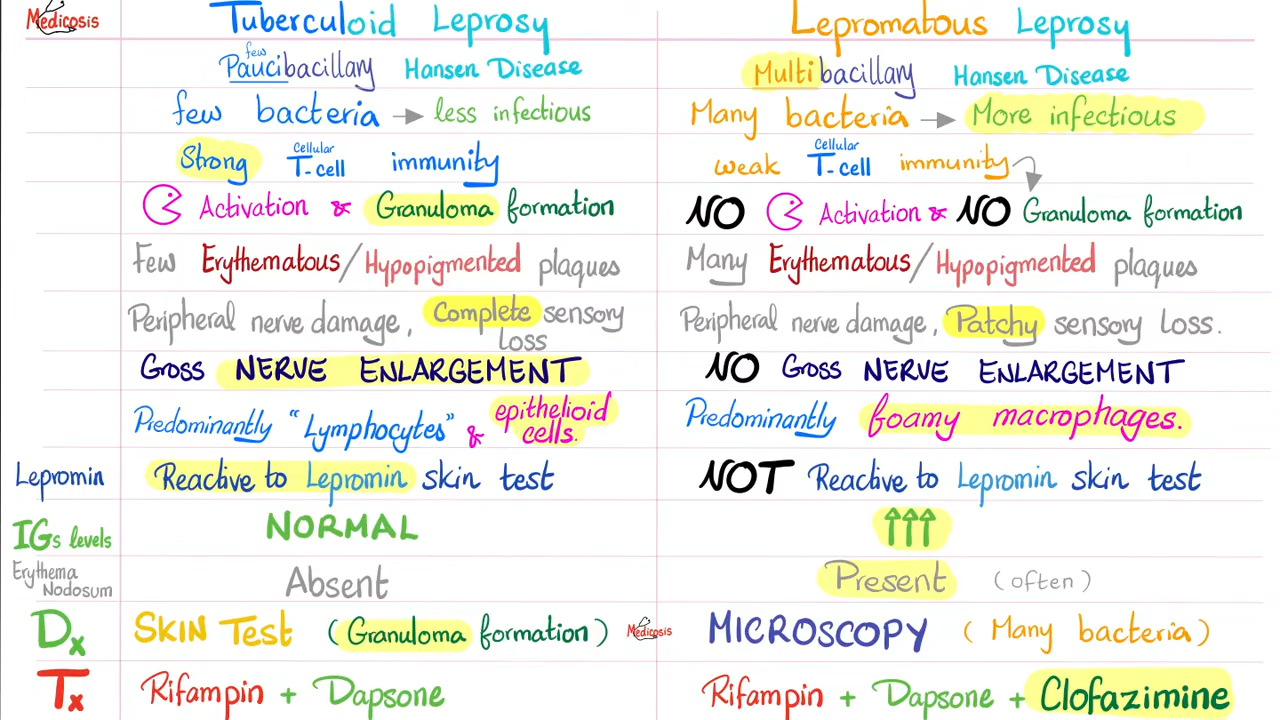 Medicosis
Tuberculoid Leprosy
Lepromatous Leprosy
few
Paucibacillary Hansen Disease
Multibacillary Hansen Disease
few bacteria → less infectious
Many bacteria → More infectious
Strong Cellular T-cell immunity
weak Cellular T-cell immunity
Activation & Granuloma formation
NO Activation & NO Granuloma formation
Few Erythematous/Hypopigmented plaques
Many Erythematous/Hypopigmented plaques
Peripheral nerve damage, Complete sensory
loss
Peripheral nerve damage, Patchy sensory loss.
Gross NERVE ENLARGEMENT
NO Gross NERVE ENLARGEMENT
Predominantly "Lymphocytes" & epithelioid
cells.
Predominantly foamy macrophages.
Lepromin
Reactive to Lepromin skin test
NOT Reactive to Lepromin skin test
IGs levels
NORMAL
↑↑↑
Erythema
Nodosum
Absent
Present (often)
Dx
SKIN Test (Granuloma formation)
Medicosis
MICROSCOPY (Many bacteria)
Tx
Rifampin + Dapsone
Rifampin + Dapsone + Clofazimine